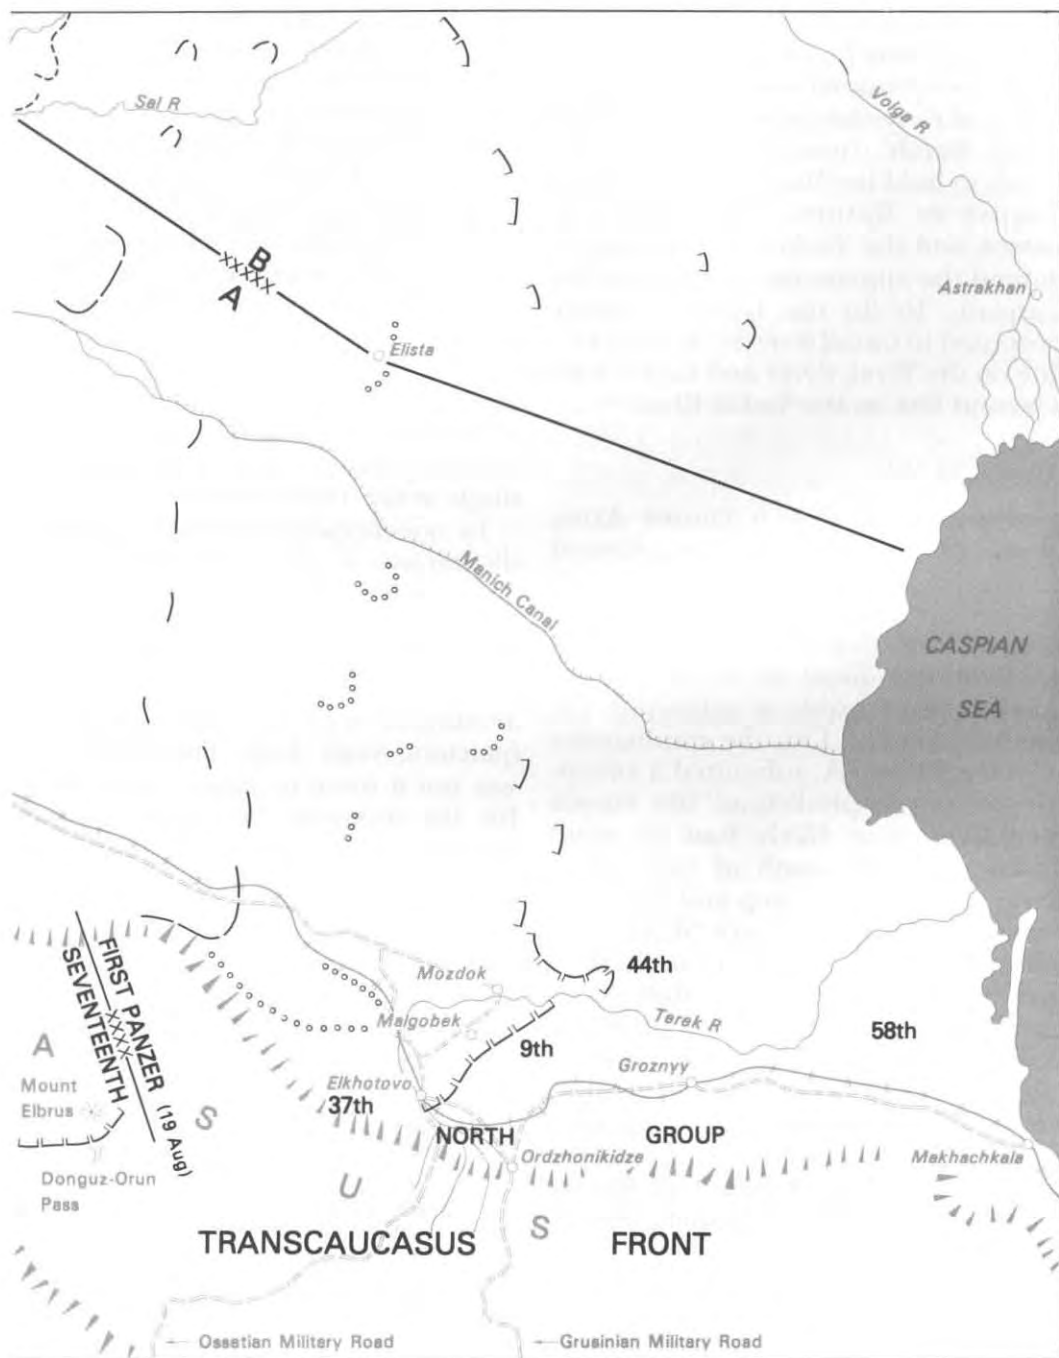 Sal R
Volga R
B
XXXXX
A
Astrakhan
Elista
Manich Canal
CASPIAN
SEA
44th
Mozdok
Malgobek
Terek R
FIRST PANZER (19 Aug)
XXXX
SEVENTEENTH
9th
58th
A
Groznyy
Mount
Elbrus
Elkhotovo
37th
S
NORTH GROUP
Ordzhonikidze
Makhachkala
Donguz-Orun
Pass
U
S
TRANSCAUCASUS FRONT
Ossetian Military Road
Grusinian Military Road